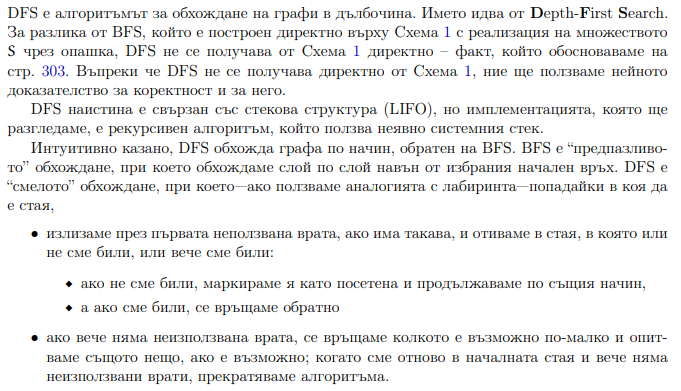 DFS е алгоритъмът за обхождане на графи в дълбочина. Името идва от Depth-First Search.
За разлика от BFS, който е построен директно върху Схема 1 с реализация на множеството
S чрез опашка, DFS не се получава от Схема 1 директно – факт, който обосноваваме на
стр. 303. Въпреки че DFS не се получава директно от Схема 1, ние ще ползваме нейното
доказателство за коректност и за него.
DFS наистина е свързан със стекова структура (LIFO), но имплементацията, която ще
разгледаме, е рекурсивен алгоритъм, който ползва неявно системния стек.
Интуитивно казано, DFS обхожда графа по начин, обратен на BFS. BFS е “предпазливо-
то” обхождане, при което обхождаме слой по слой навън от избрания начален връх. DFS е
“смелото” обхождане, при което—ако ползваме аналогията с лабиринта—попадайки в коя да
е стая,
• излизаме през първата неползвана врата, ако има такава, и отиваме в стая, в която или
не сме били, или вече сме били:
◆ ако не сме били, маркираме я като посетена и продължаваме по същия начин,
◆ а ако сме били, се връщаме обратно
• ако вече няма неизползвана врата, се връщаме колкото е възможно по-малко и опит-
ваме същото нещо, ако е възможно; когато сме отново в началната стая и вече няма
неизползвани врати, прекратяваме алгоритъма.